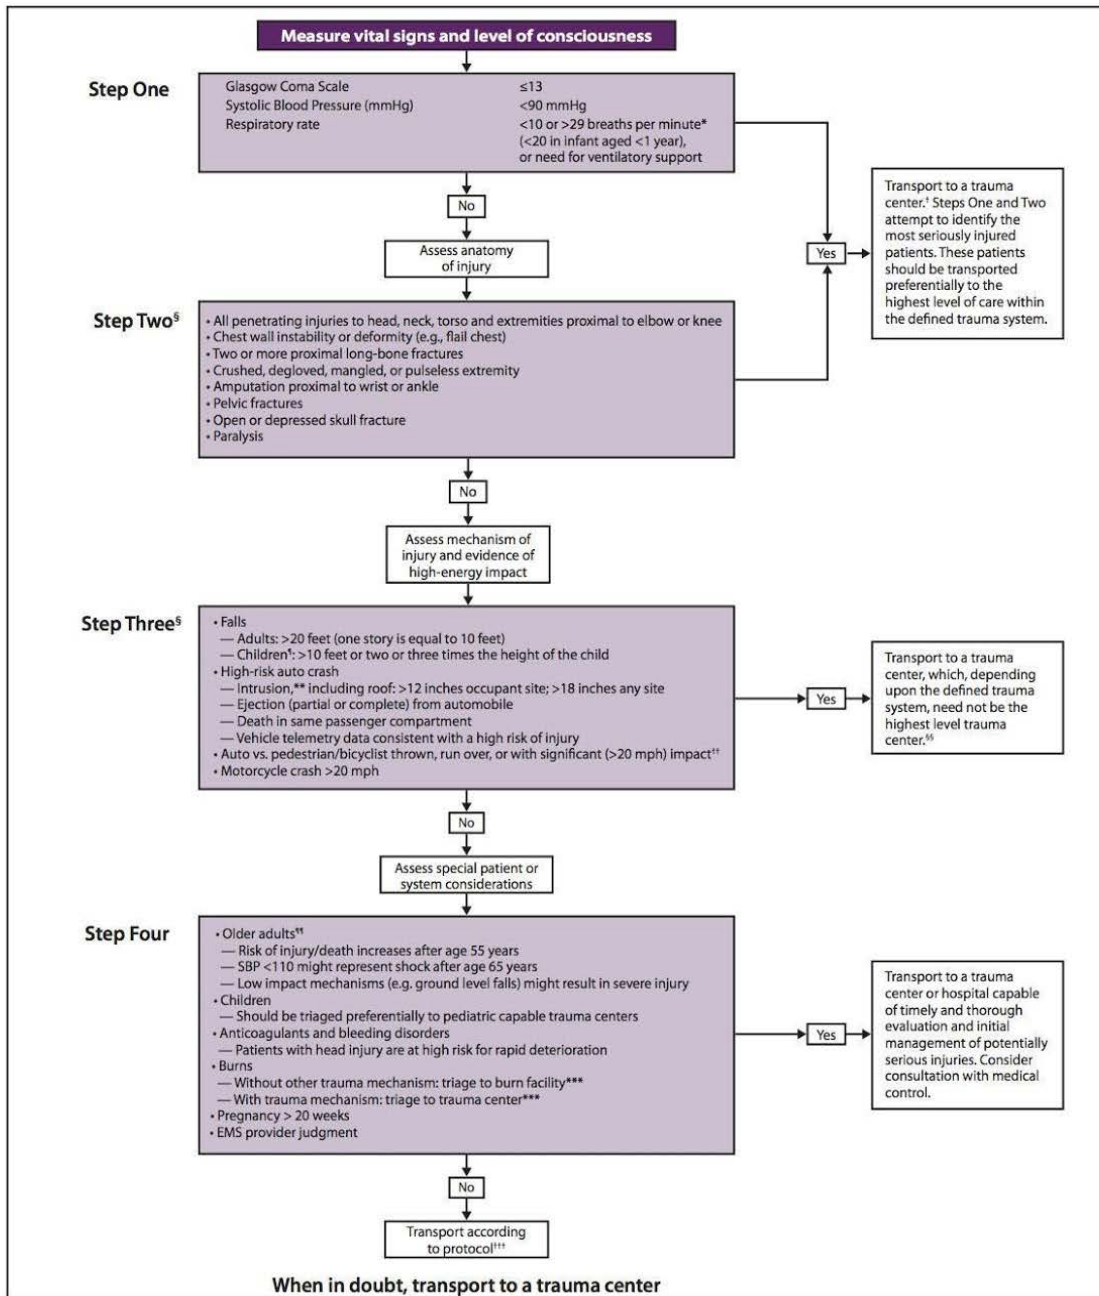 Measure vital signs and level of consciousness
Step One
Glasgow Coma Scale ≤13
Systolic Blood Pressure (mmHg) <90 mmHg
Respiratory rate <10 or >29 breaths per minute*
(<20 in infant aged <1 year),
or need for ventilatory support
No
Assess anatomy
of injury
Yes
Transport to a trauma
center.† Steps One and Two
attempt to identify the
most seriously injured
patients. These patients
should be transported
preferentially to the
highest level of care within
the defined trauma system.
Step Two§
• All penetrating injuries to head, neck, torso and extremities proximal to elbow or knee
• Chest wall instability or deformity (e.g., flail chest)
• Two or more proximal long-bone fractures
• Crushed, degloved, mangled, or pulseless extremity
• Amputation proximal to wrist or ankle
• Pelvic fractures
• Open or depressed skull fracture
• Paralysis
No
Assess mechanism of
injury and evidence of
high-energy impact
Step Three§
• Falls
— Adults: >20 feet (one story is equal to 10 feet)
— Children¶: >10 feet or two or three times the height of the child
• High-risk auto crash
— Intrusion,** including roof: >12 inches occupant site; >18 inches any site
— Ejection (partial or complete) from automobile
— Death in same passenger compartment
— Vehicle telemetry data consistent with a high risk of injury
• Auto vs. pedestrian/bicyclist thrown, run over, or with significant (>20 mph) impact††
• Motorcycle crash >20 mph
Yes
Transport to a trauma
center, which, depending
upon the defined trauma
system, need not be the
highest level trauma
center.§§
No
Assess special patient or
system considerations
Step Four
• Older adults¶¶
— Risk of injury/death increases after age 55 years
— SBP <110 might represent shock after age 65 years
— Low impact mechanisms (e.g. ground level falls) might result in severe injury
• Children
— Should be triaged preferentially to pediatric capable trauma centers
• Anticoagulants and bleeding disorders
— Patients with head injury are at high risk for rapid deterioration
• Burns
— Without other trauma mechanism: triage to burn facility***
— With trauma mechanism: triage to trauma center***
• Pregnancy > 20 weeks
• EMS provider judgment
Yes
Transport to a trauma
center or hospital capable
of timely and thorough
evaluation and initial
management of potentially
serious injuries. Consider
consultation with medical
control.
No
Transport according
to protocol†††
When in doubt, transport to a trauma center